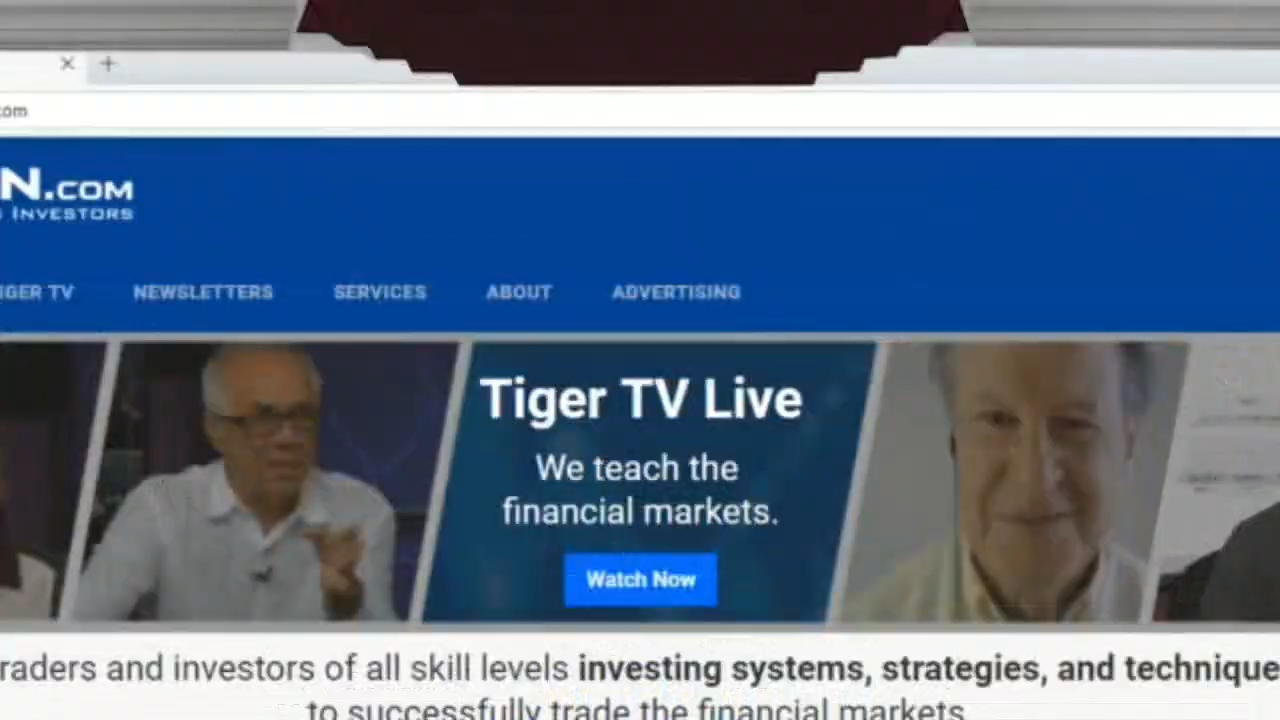 com
N.COM
INVESTORS
TIGER TV
NEWSLETTERS
SERVICES
ABOUT
ADVERTISING
Tiger TV Live
We teach the
financial markets.
Watch Now
raders and investors of all skill levels investing systems, strategies, and technique
to successfully trade the financial markets.